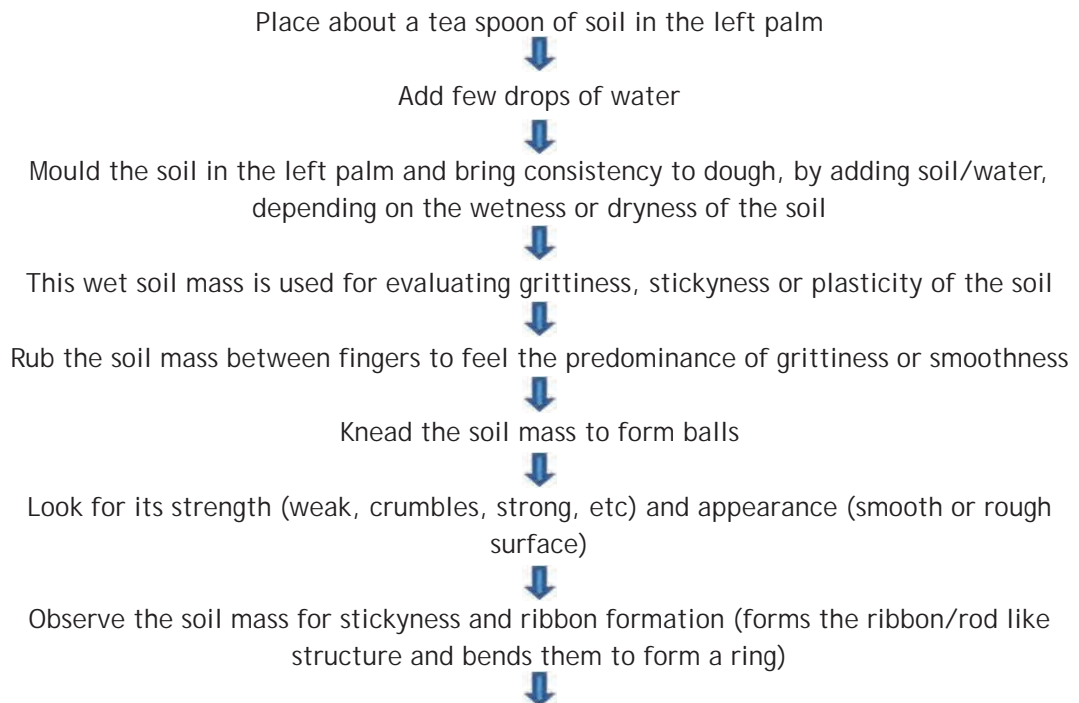 Place about a tea spoon of soil in the left palm
Add few drops of water
Mould the soil in the left palm and bring consistency to dough, by adding soil/water,
depending on the wetness or dryness of the soil
This wet soil mass is used for evaluating grittiness, stickyness or plasticity of the soil
Rub the soil mass between fingers to feel the predominance of grittiness or smoothness
Knead the soil mass to form balls
Look for its strength (weak, crumbles, strong, etc) and appearance (smooth or rough
surface)
Observe the soil mass for stickyness and ribbon formation (forms the ribbon/rod like
structure and bends them to form a ring)